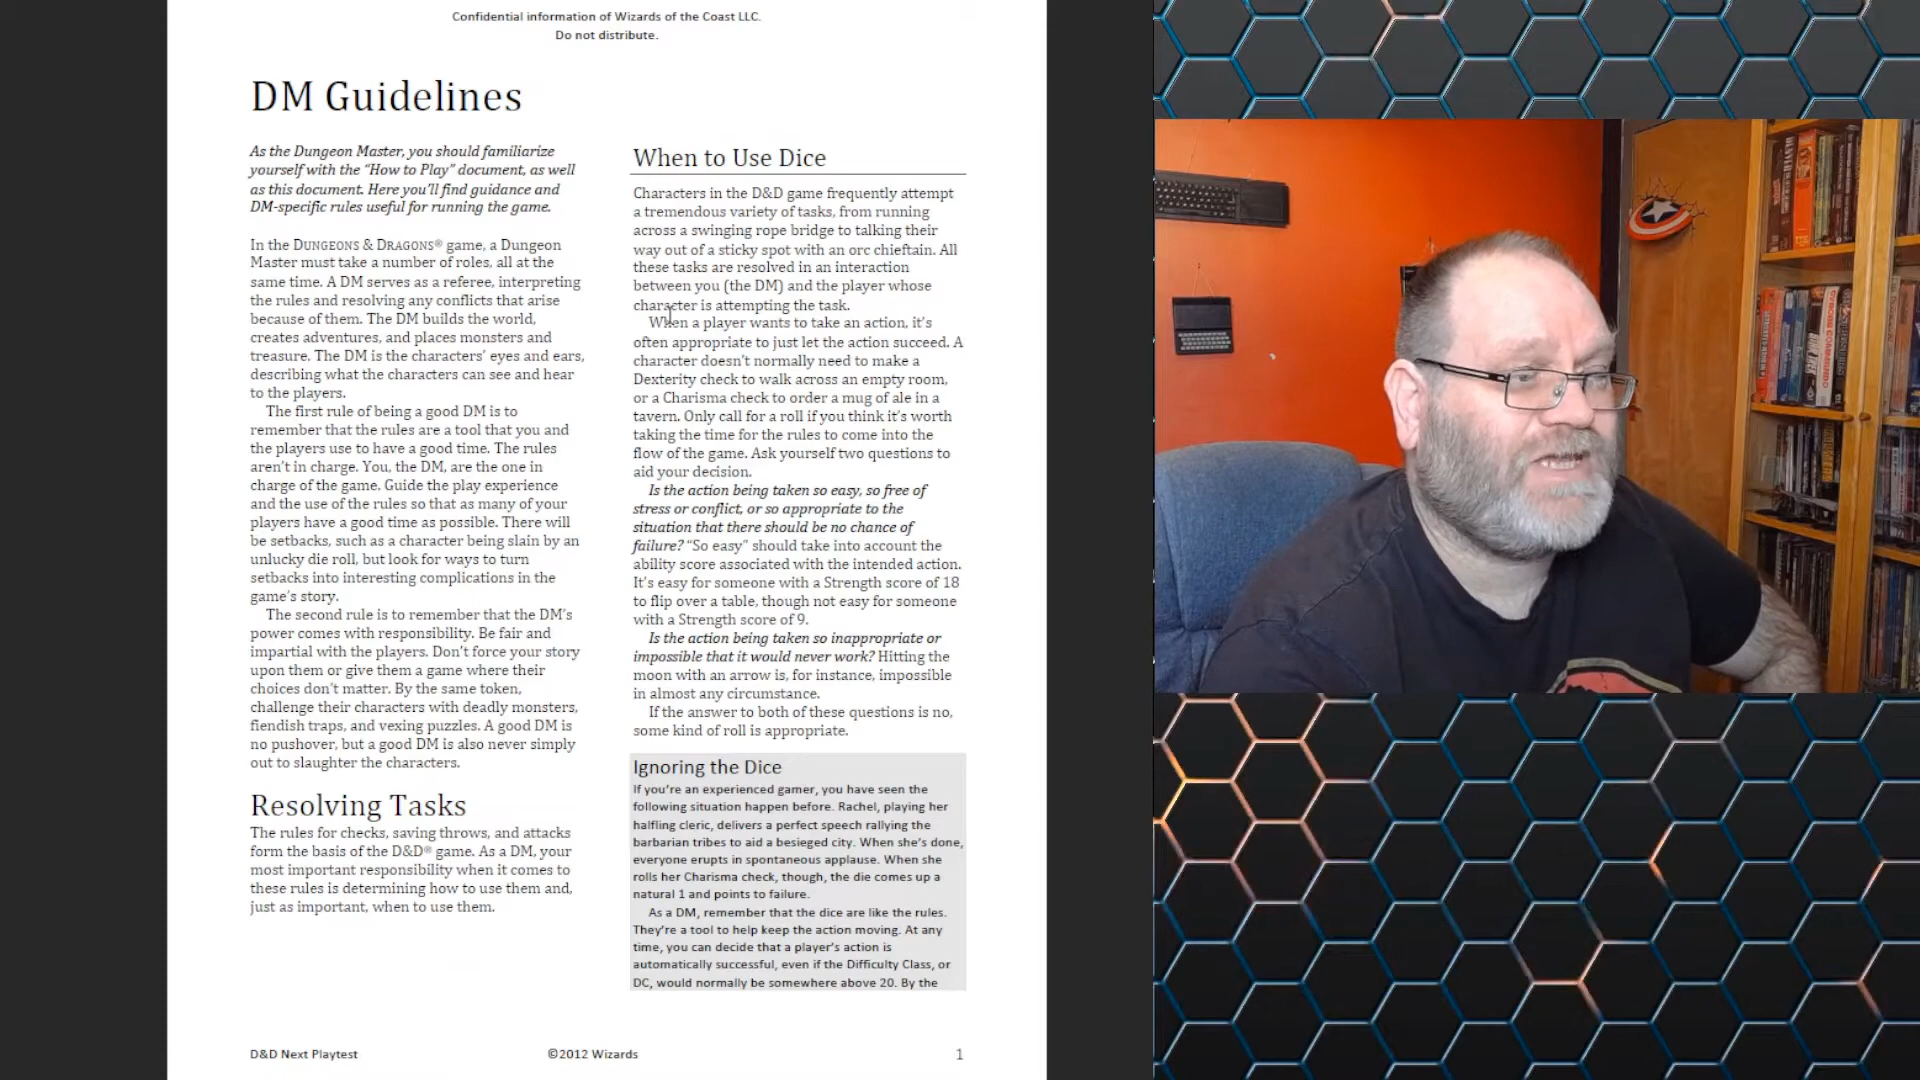 Confidential information of Wizards of the Coast LLC.
Do not distribute.
DM Guidelines
As the Dungeon Master, you should familiarize
yourself with the “How to Play” document, as well
as this document. Here you’ll find guidance and
DM-specific rules useful for running the game.
In the DUNGEONS & DRAGONS® game, a Dungeon
Master must take a number of roles, all at the
same time. A DM serves as a referee, interpreting
the rules and resolving any conflicts that arise
because of them. The DM builds the world,
creates adventures, and places monsters and
treasure. The DM is the characters’ eyes and ears,
describing what the characters can see and hear
to the players.
The first rule of being a good DM is to
remember that the rules are a tool that you and
the players use to have a good time. The rules
aren’t in charge. You, the DM, are the one in
charge of the game. Guide the play experience
and the use of the rules so that as many of your
players have a good time as possible. There will
be setbacks, such as a character being slain by an
unlucky die roll, but look for ways to turn
setbacks into interesting complications in the
game’s story.
The second rule is to remember that the DM’s
power comes with responsibility. Be fair and
impartial with the players. Don’t force your story
upon them or give them a game where their
choices don’t matter. By the same token,
challenge their characters with deadly monsters,
fiendish traps, and vexing puzzles. A good DM is
no pushover, but a good DM is also never simply
out to slaughter the characters.
Resolving Tasks
The rules for checks, saving throws, and attacks
form the basis of the D&D® game. As a DM, your
most important responsibility when it comes to
these rules is determining how to use them and,
just as important, when to use them.
When to Use Dice
Characters in the D&D game frequently attempt
a tremendous variety of tasks, from running
across a swinging rope bridge to talking their
way out of a sticky spot with an orc chieftain. All
these tasks are resolved in an interaction
between you (the DM) and the player whose
character is attempting the task.
When a player wants to take an action, it’s
often appropriate to just let the action succeed. A
character doesn’t normally need to make a
Dexterity check to walk across an empty room,
or a Charisma check to order a mug of ale in a
tavern. Only call for a roll if you think it’s worth
taking the time for the rules to come into the
flow of the game. Ask yourself two questions to
aid your decision.
Is the action being taken so easy, so free of
stress or conflict, or so appropriate to the
situation that there should be no chance of
failure? “So easy” should take into account the
ability score associated with the intended action.
It’s easy for someone with a Strength score of 18
to flip over a table, though not easy for someone
with a Strength score of 9.
Is the action being taken so inappropriate or
impossible that it would never work? Hitting the
moon with an arrow is, for instance, impossible
in almost any circumstance.
If the answer to both of these questions is no,
some kind of roll is appropriate.
Ignoring the Dice
If you’re an experienced gamer, you have seen the
following situation happen before. Rachel, playing her
halfling cleric, delivers a perfect speech rallying the
barbarian tribes to aid a besieged city. When she’s done,
everyone erupts in spontaneous applause. When she
rolls her Charisma check, though, the die comes up a
natural 1 and points to failure.
As a DM, remember that the dice are like the rules.
They’re a tool to help keep the action moving. At any
time, you can decide that a player’s action is
automatically successful, even if the Difficulty Class, or
DC, would normally be somewhere above 20. By the
D&D Next Playtest
©2012 Wizards
1